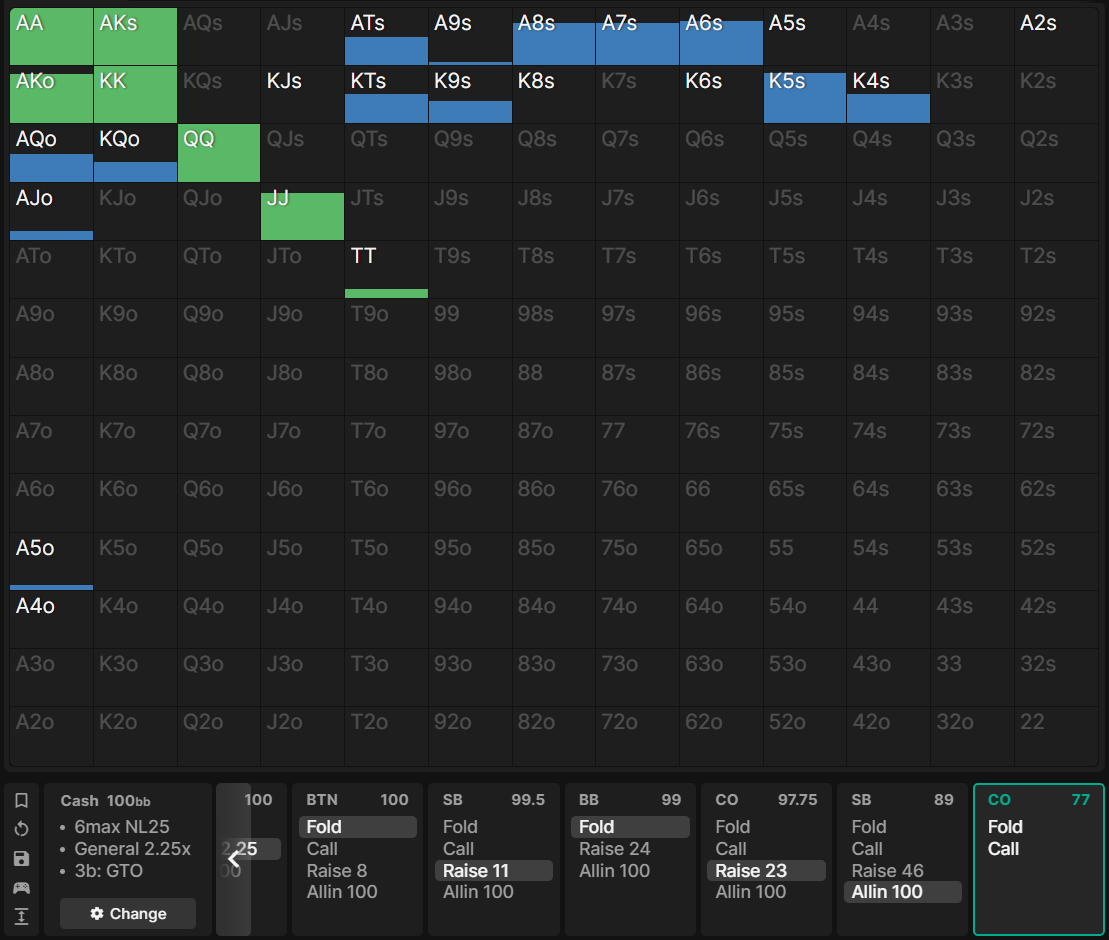 AA AKs AQs AJs ATs A9s A8s A7s A6s A5s A4s A3s A2s
AKo KK KQs KJs KTs K9s K8s K7s K6s K5s K4s K3s K2s
AQo KQo QQ QJs QTs Q9s Q8s Q7s Q6s Q5s Q4s Q3s Q2s
AJo KJo QJo JJ JTs J9s J8s J7s J6s J5s J4s J3s J2s
ATo KTo QTo JTo TT T9s T8s T7s T6s T5s T4s T3s T2s
A9o K9o Q9o J9o T9o 99 98s 97s 96s 95s 94s 93s 92s
A8o K8o Q8o J8o T8o 98o 88 87s 86s 85s 84s 83s 82s
A7o K7o Q7o J7o T7o 97o 87o 77 76s 75s 74s 73s 72s
A6o K6o Q6o J6o T6o 96o 86o 76o 66 65s 64s 63s 62s
A5o K5o Q5o J5o T5o 95o 85o 75o 65o 55 54s 53s 52s
A4o K4o Q4o J4o T4o 94o 84o 74o 64o 54o 44 43s 42s
A3o K3o Q3o J3o T3o 93o 83o 73o 63o 53o 43o 33 32s
A2o K2o Q2o J2o T2o 92o 82o 72o 62o 52o 42o 32o 22
Cash 100bb
• 6max NL25
• General 2.25x
• 3b: GTO
Change
100
2.25
00
BTN 100
Fold
Call
Raise 8
Allin 100
SB 99.5
Fold
Call
Raise 11
Allin 100
BB 99
Fold
Raise 24
Allin 100
CO 97.75
Fold
Call
Raise 23
Allin 100
SB 89
Fold
Call
Raise 46
Allin 100
CO 77
Fold
Call